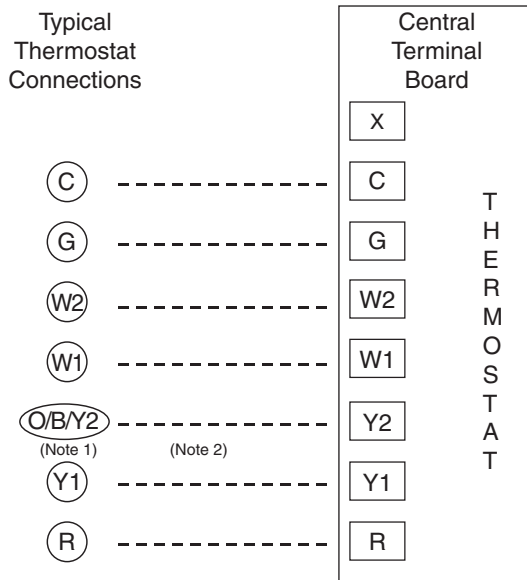 Typical
Thermostat
Connections
Central
Terminal
Board
X
C
C
G
G
W2
W2
W1
W1
O/B/Y2
Y2
(Note 1)
(Note 2)
Y1
Y1
R
R
THERMOSTAT